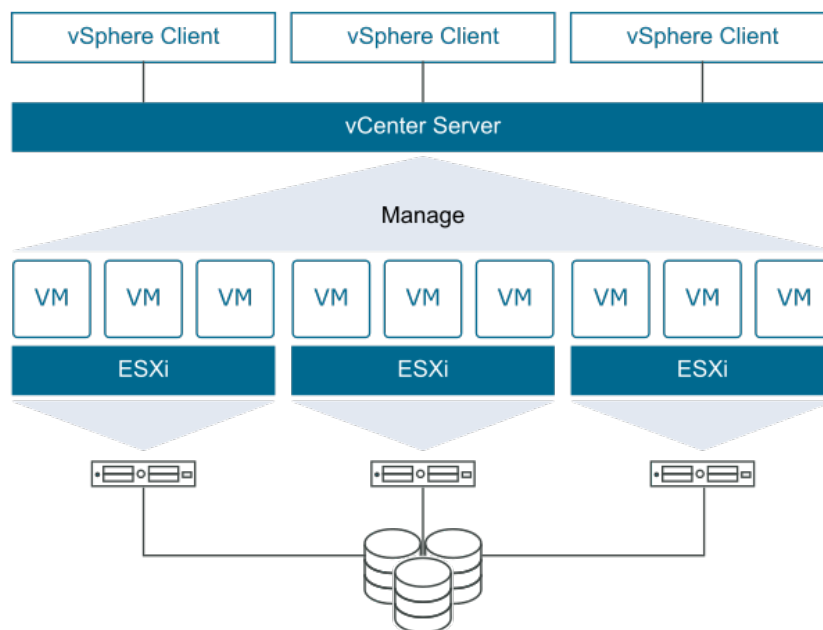 vSphere Client vSphere Client vSphere Client
vCenter Server
Manage
VM VM VM VM VM VM VM VM VM
ESXi ESXi ESXi